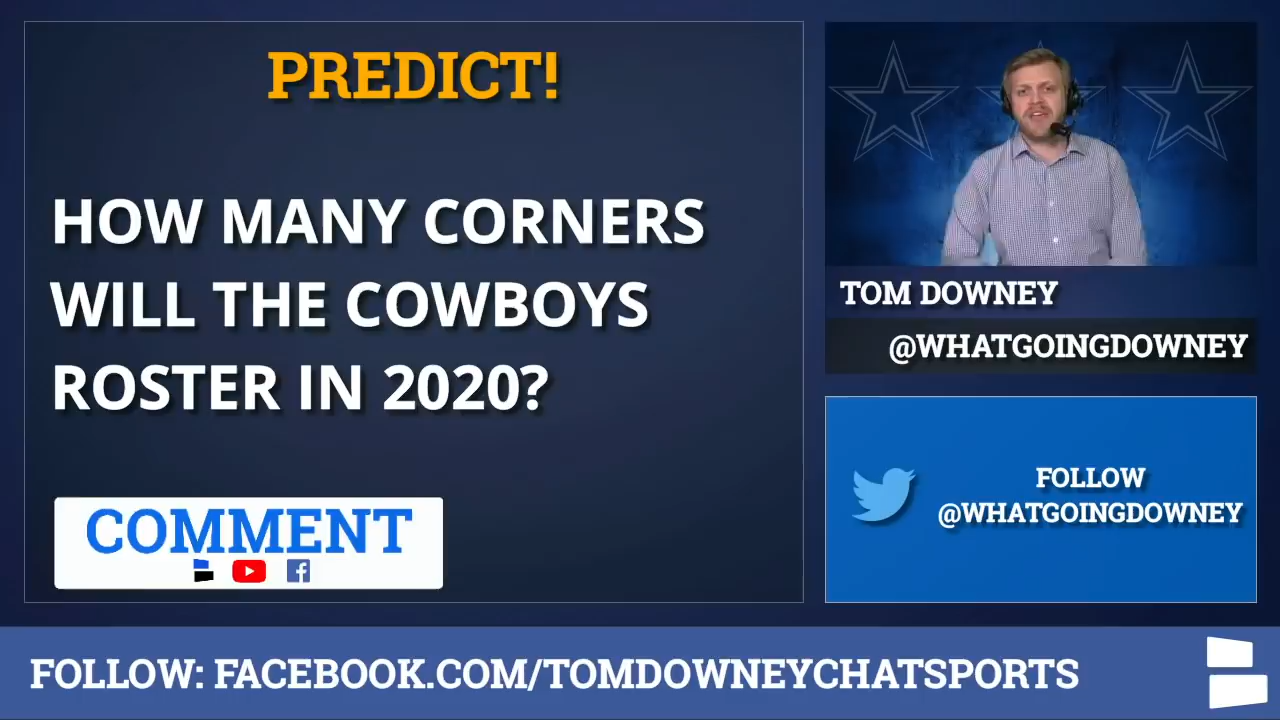 PREDICT!
HOW MANY CORNERS
WILL THE COWBOYS
ROSTER IN 2020?
COMMENT
TOM DOWNEY
@WHATGOINGDOWNEY
FOLLOW
@WHATGOINGDOWNEY
FOLLOW: FACEBOOK.COM/TOMDOWNEYCHATSPORTS